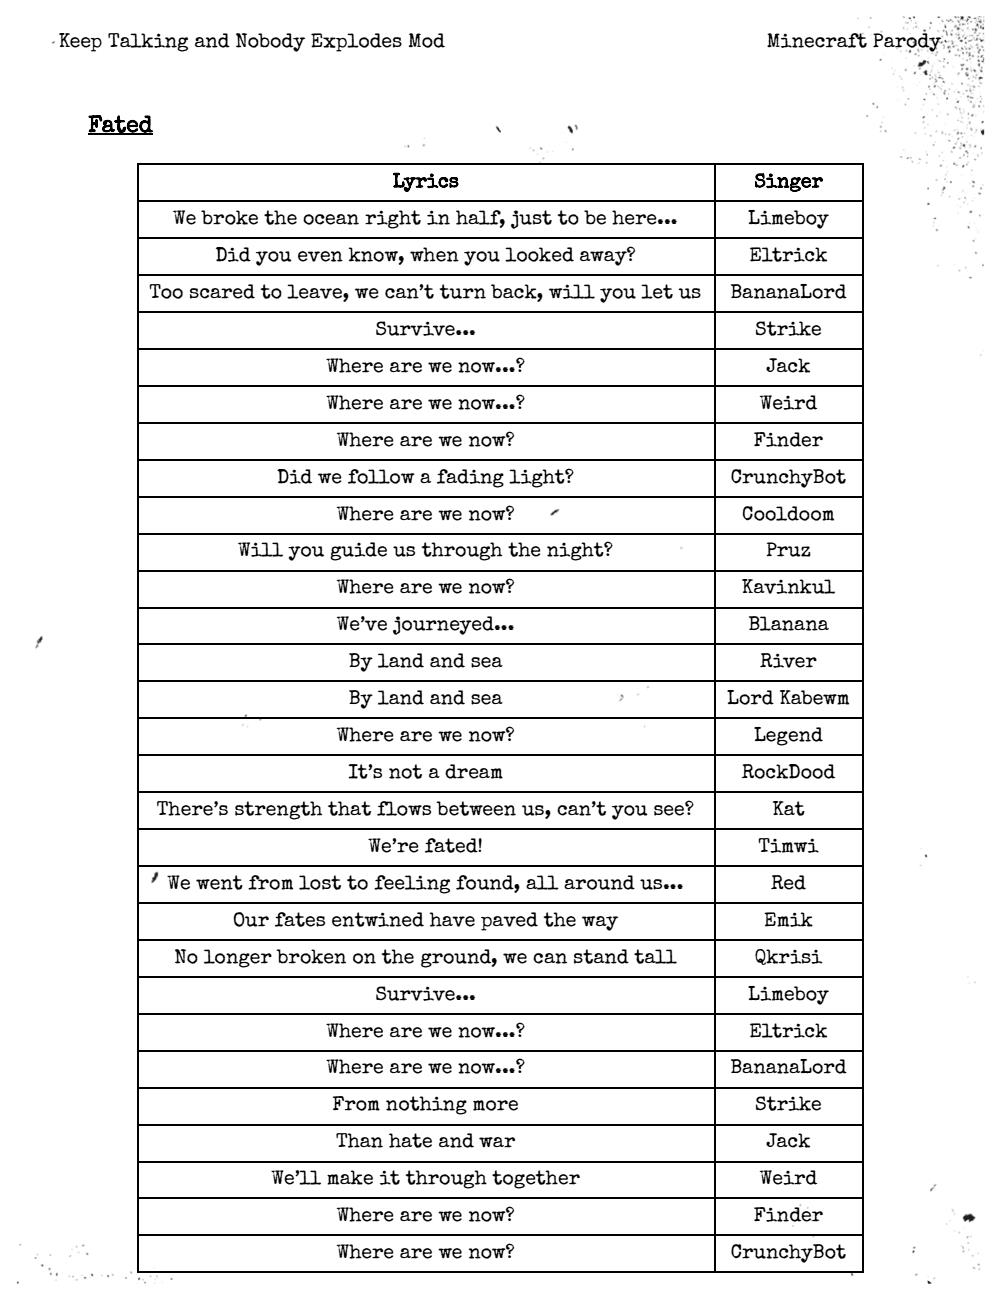 Keep Talking and Nobody Explodes Mod Minecraft Parody
Fated
Lyrics Singer
We broke the ocean right in half, just to be here... Limeboy
Did you even know, when you looked away? Eltrick
Too scared to leave, we can't turn back, will you let us BananaLord
Survive... Strike
Where are we now...? Jack
Where are we now...? Weird
Where are we now? Finder
Did we follow a fading light? CrunchyBot
Where are we now? Cooldoom
Will you guide us through the night? Pruz
Where are we now? Kavinkul
We've journeyed... Blanana
By land and sea River
By land and sea Lord Kabewm
Where are we now? Legend
It's not a dream RockDood
There's strength that flows between us, can't you see? Kat
We're fated! Timwi
We went from lost to feeling found, all around us... Red
Our fates entwined have paved the way Emik
No longer broken on the ground, we can stand tall Qkrisi
Survive... Limeboy
Where are we now...? Eltrick
Where are we now...? BananaLord
From nothing more Strike
Than hate and war Jack
We'll make it through together Weird
Where are we now? Finder
Where are we now? CrunchyBot